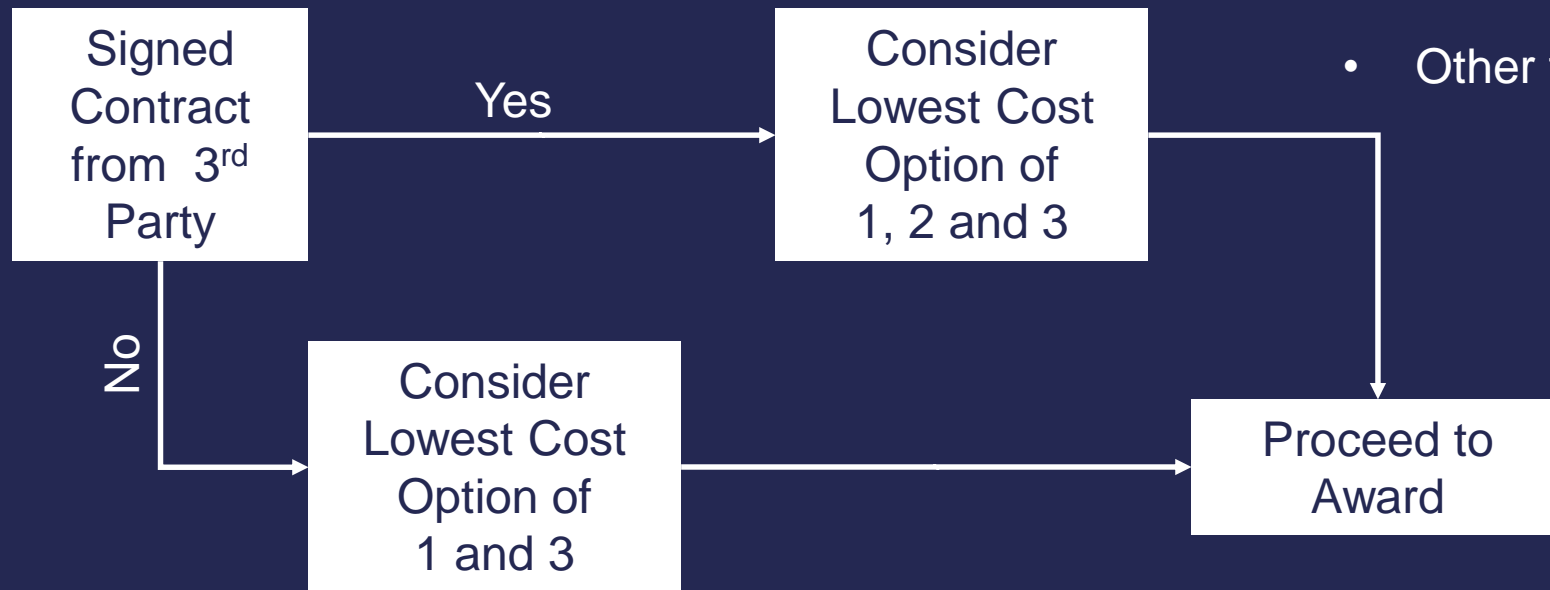 Signed
Contract
from 3rd
Party
Yes
Consider
Lowest Cost
Option of
1, 2 and 3
• Other
No
Consider
Lowest Cost
Option of
1 and 3
Proceed to
Award